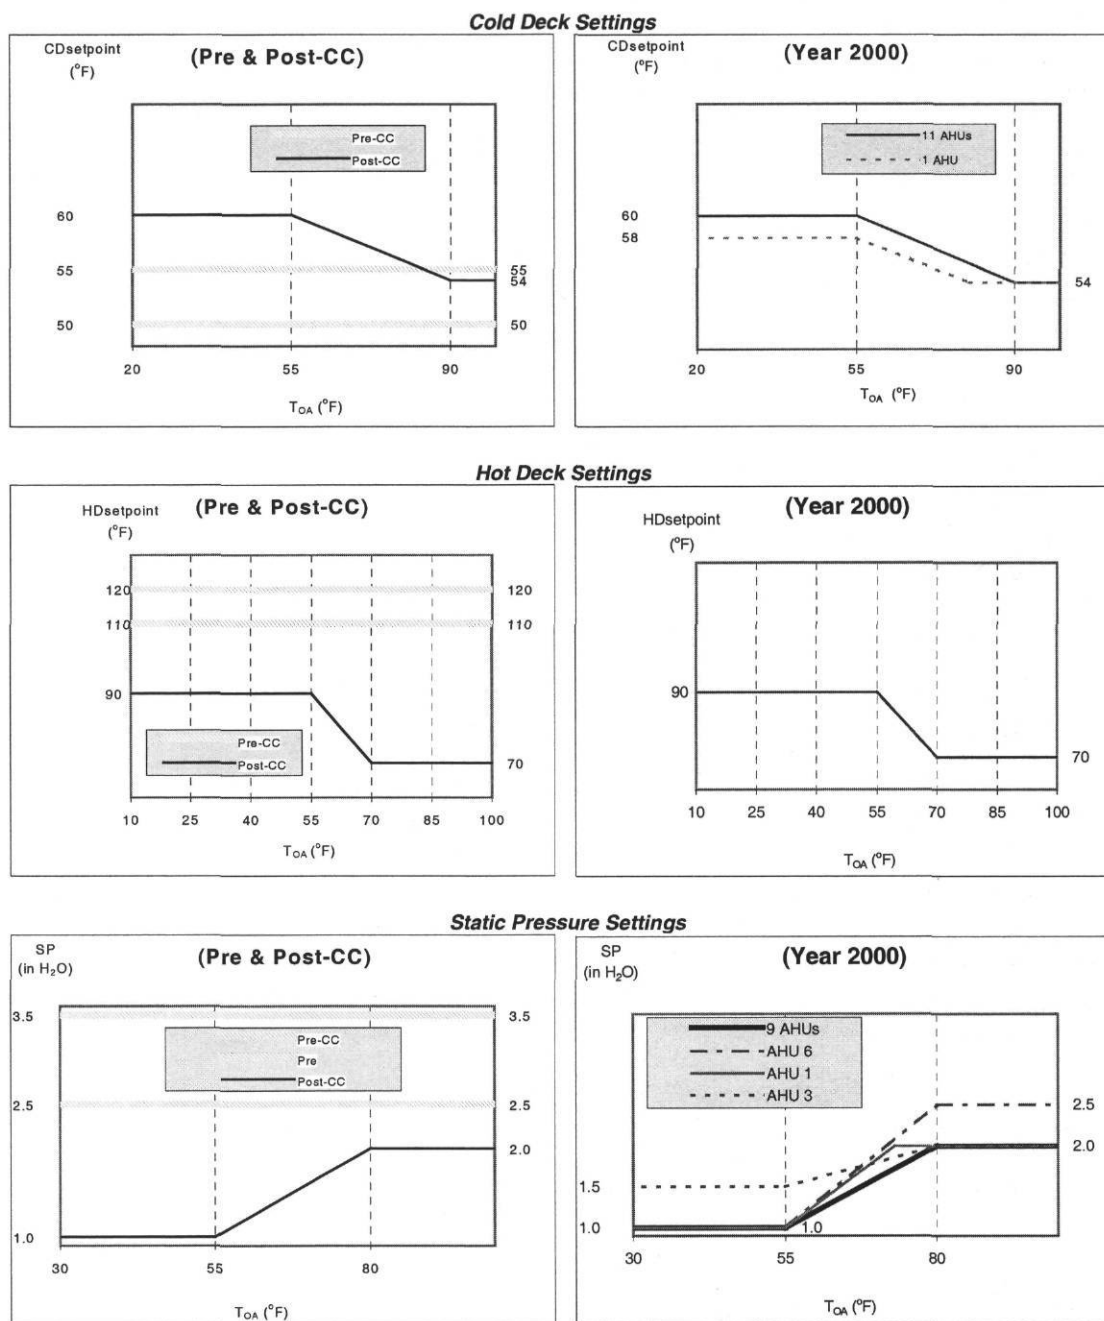 Cold Deck Settings
CDsetpoint
(°F)
(Pre & Post-CC)
Pre-CC
Post-CC
60
55
50
55
54
50
20 55 90
T_OA (°F)
CDsetpoint
(°F)
(Year 2000)
11 AHUs
1 AHU
60
58
54
20 55 90
T_OA (°F)
Hot Deck Settings
HDsetpoint
(°F)
(Pre & Post-CC)
120
110
90
120
110
70
Pre-CC
Post-CC
10 25 40 55 70 85 100
T_OA (°F)
HDsetpoint
(°F)
(Year 2000)
90
70
10 25 40 55 70 85 100
T_OA (°F)
Static Pressure Settings
SP
(in H₂O)
(Pre & Post-CC)
3.5
2.5
1.0
3.5
2.5
2.0
Pre-CC
Pre
Post-CC
30 55 80
T_OA (°F)
SP
(in H₂O)
(Year 2000)
9 AHUs
AHU 6
AHU 1
AHU 3
1.5
1.0
1.0
2.5
2.0
30 55 80
T_OA (°F)